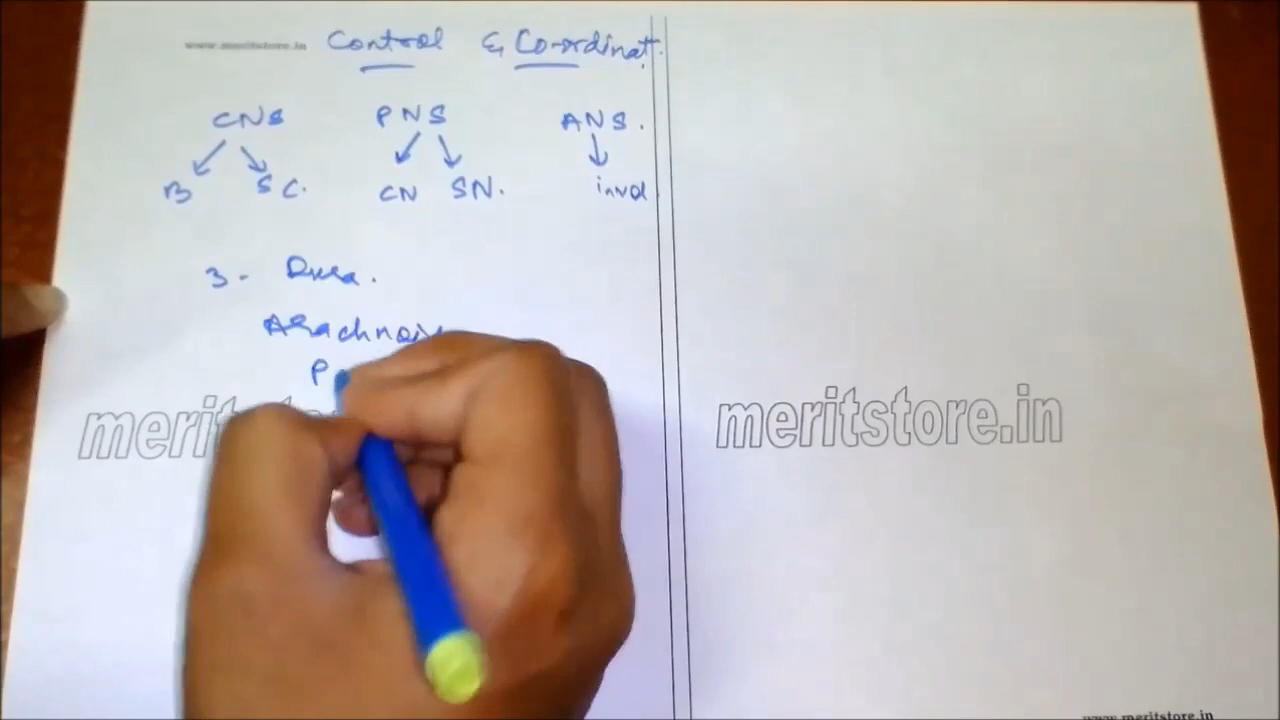 www.meritstore.in Control & Co-ordinat.
CNS PNS ANS.
B SC. CN SN. invol
3- Dura.
Arachnoi
P
merits
meritstore.in
www.meritstore.in